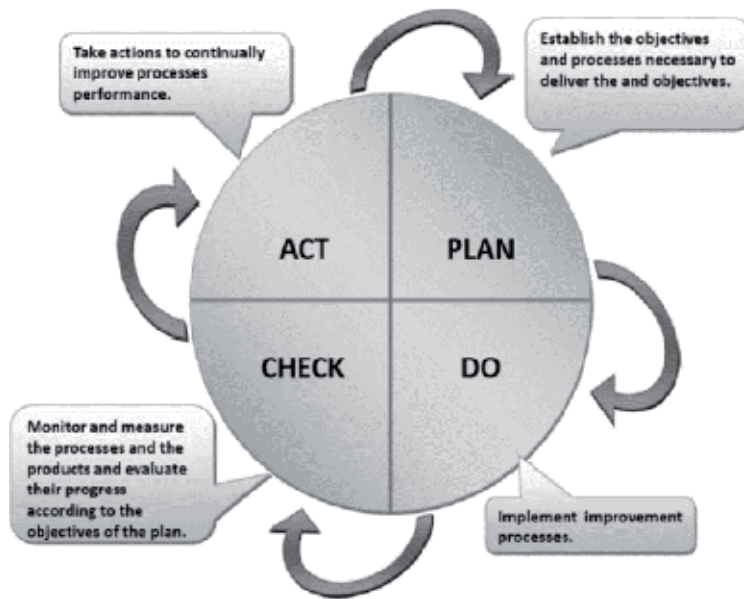 Take actions to continually
improve processes
performance.
Establish the objectives
and processes necessary to
deliver the and objectives.
ACT
PLAN
CHECK
DO
Monitor and measure
the processes and the
products and evaluate
their progress
according to the
objectives of the plan.
Implement improvement
processes.